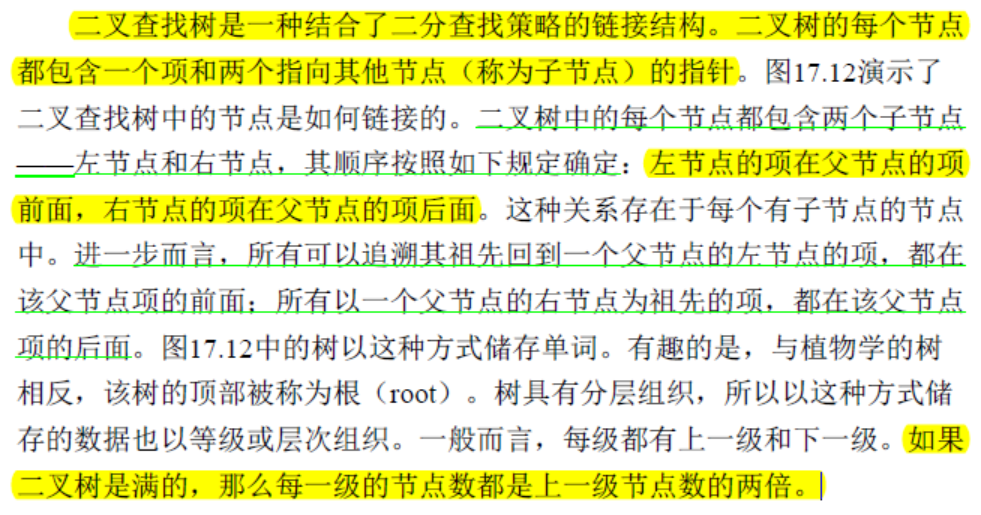 二叉查找树是一种结合了二分查找策略的链接结构。二叉树的每个节点
都包含一个项和两个指向其他节点（称为子节点）的指针。图17.12演示了
二叉查找树中的节点是如何链接的。二叉树中的每个节点都包含两个子节点
——左节点和右节点，其顺序按照如下规定确定：左节点的项在父节点的项
前面，右节点的项在父节点的项后面。这种关系存在于每个有子节点的节点
中。进一步而言，所有可以追溯其祖先回到一个父节点的左节点的项，都在
该父节点项的前面；所有以一个父节点的右节点为祖先的项，都在该父节点
项的后面。图17.12中的树以这种方式储存单词。有趣的是，与植物学的树
相反，该树的顶部被称为根（root）。树具有分层组织，所以以这种方式储
存的数据也以等级或层次组织。一般而言，每级都有上一级和下一级。如果
二叉树是满的，那么每一级的节点数都是上一级节点数的两倍。